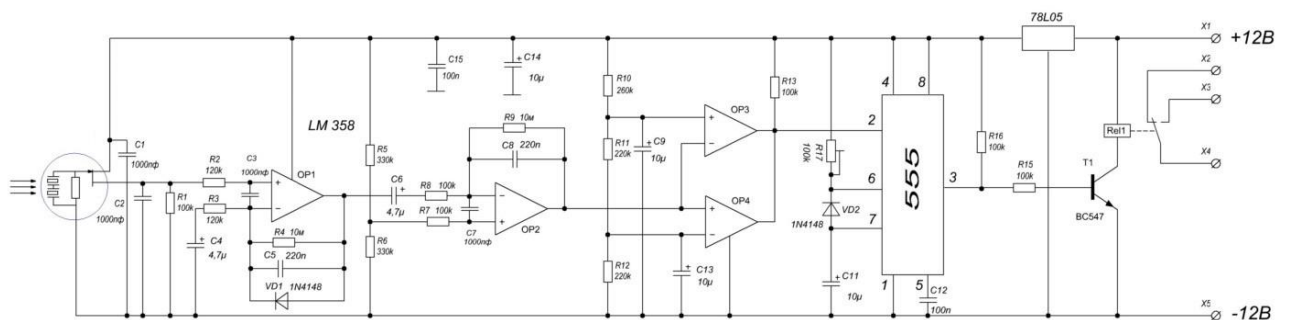 78L05
X1
+12В
X2
X3
X4
X5
-12В
C15
100n
C14
10µ
R10
260k
R13
100k
4
8
LM 358
R9 10м
C8 220n
OP3
C1
1000пф
R5
330k
R11
220k
C9
10µ
2
R17
100k
R16
100k
Rel1
R2
120k
C3
1000пф
OP1
C6
4,7µ
R8 100k
R7 100k
OP2
6
555
3
R15
100k
T1
BC547
C2
1000пф
R1
100k
R3
120k
C7
1000пф
OP4
VD2
1N4148
7
C4
4,7µ
R4 10м
C5 220n
VD1 1N4148
R6
330k
R12
220k
C13
10µ
C11
10µ
1
5
C12
100n